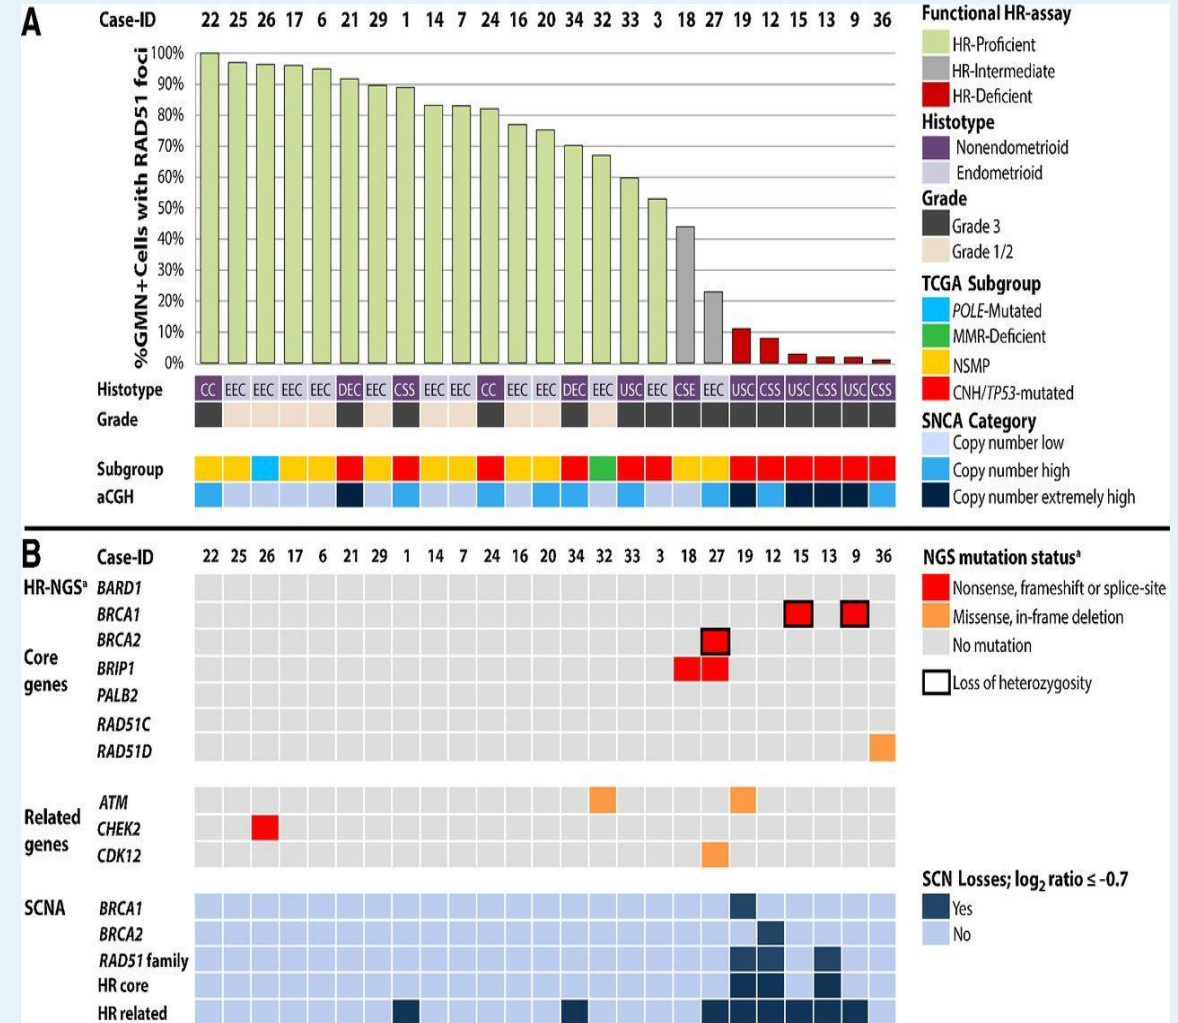 A
Case-ID 22 25 26 17 6 21 29 1 14 7 24 16 20 34 32 33 3 18 27 19 12 15 13 9 36
%GMN+Cells with RAD51 foci
100%
90%
80%
70%
60%
50%
40%
30%
20%
10%
0%
Histotype CC EEC EEC EEC EEC DEC EEC CSS EEC EEC CC EEC EEC DEC EEC USC EEC CSE EEC USC CSS USC CSS USC CSS
Grade
Subgroup
aCGH
Functional HR-assay
HR-Proficient
HR-Intermediate
HR-Deficient
Histotype
Nonendometrioid
Endometrioid
Grade
Grade 3
Grade 1/2
TCGA Subgroup
POLE-Mutated
MMR-Deficient
NSMP
CNH/TP53-mutated
SNCA Category
Copy number low
Copy number high
Copy number extremely high
B
Case-ID 22 25 26 17 6 21 29 1 14 7 24 16 20 34 32 33 3 18 27 19 12 15 13 9 36
HR-NGSª BARD1
BRCA1
BRCA2
Core genes
BRIP1
PALB2
RAD51C
RAD51D
Related genes
ATM
CHEK2
CDK12
SCNA BRCA1
BRCA2
RAD51 family
HR core
HR related
NGS mutation statusª
Nonsense, frameshift or splice-site
Missense, in-frame deletion
No mutation
Loss of heterozygosity
SCN Losses; log₂ ratio ≤ -0.7
Yes
No